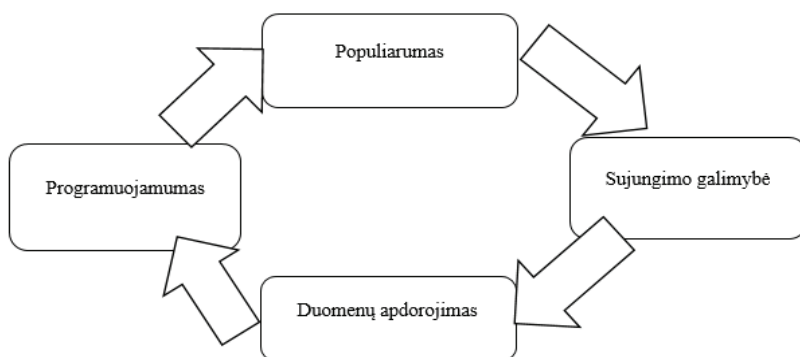 Populiarumas
Programuojamumas
Sujungimo galimybė
Duomenų apdorojimas